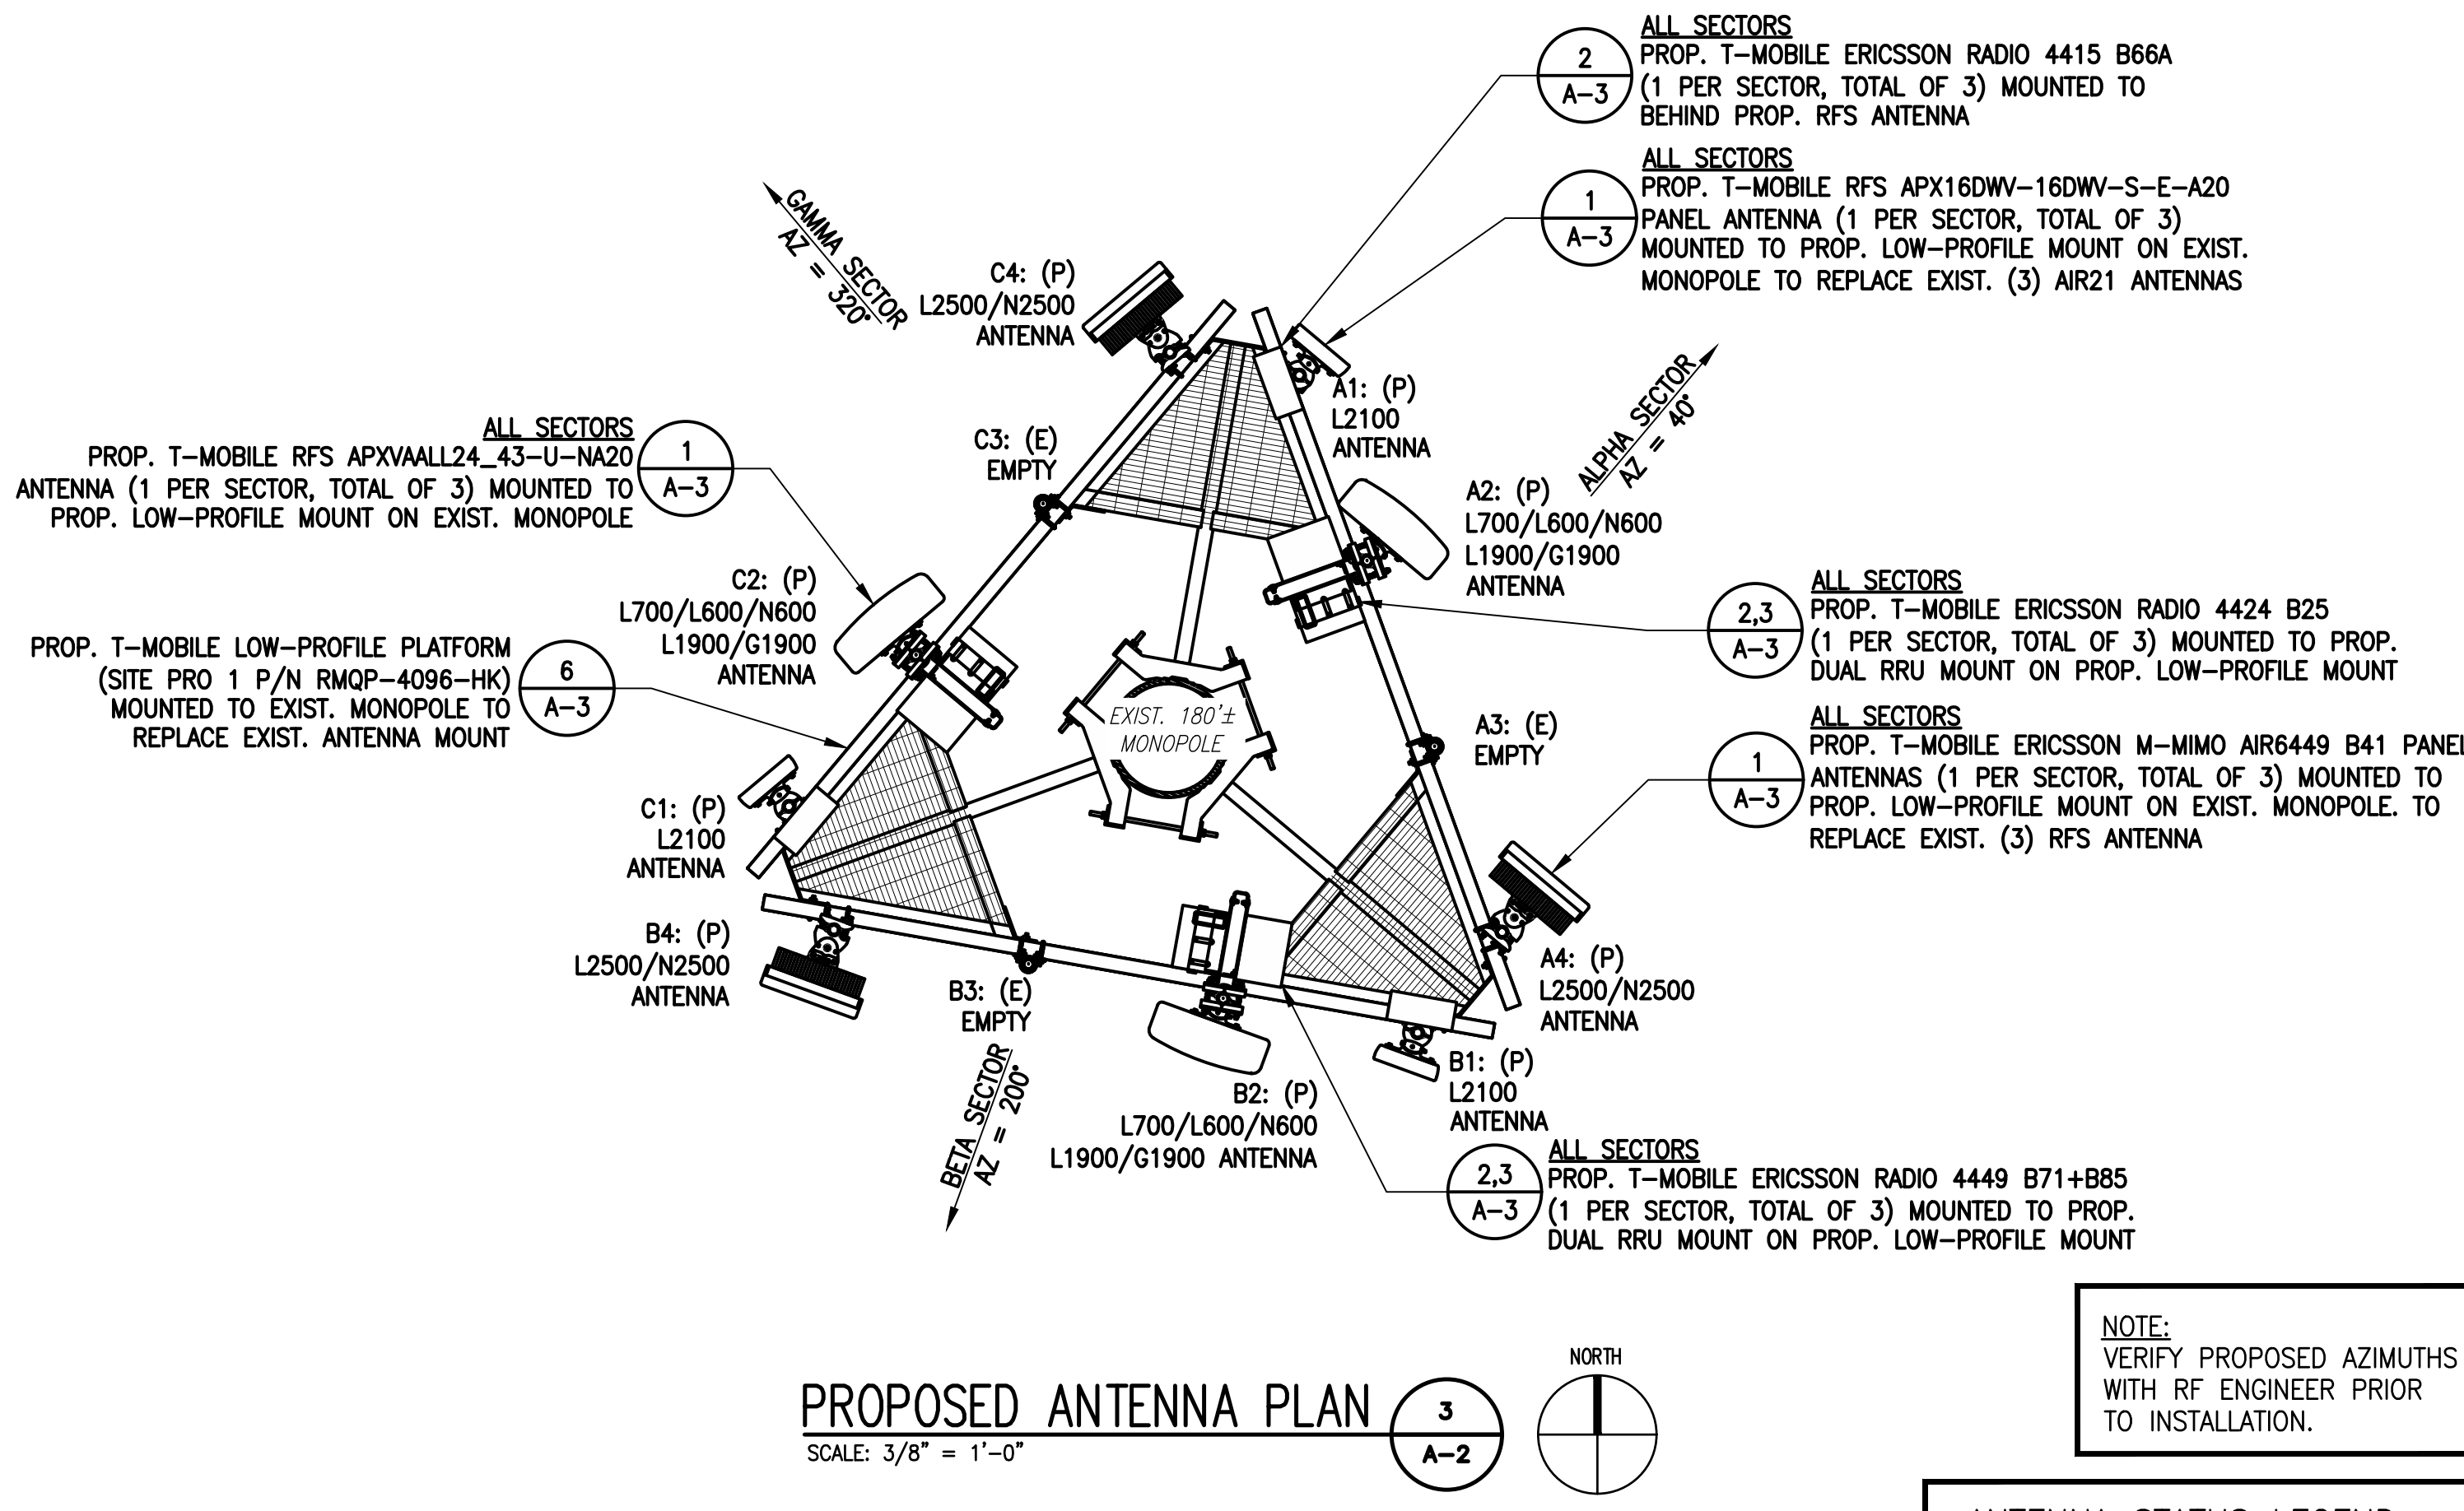 ALL SECTORS
2
A-3
PROP. T-MOBILE ERICSSON RADIO 4415 B66A
(1 PER SECTOR, TOTAL OF 3) MOUNTED TO
BEHIND PROP. RFS ANTENNA
ALL SECTORS
1
A-3
PROP. T-MOBILE RFS APX16DWV-16DWV-S-E-A20
PANEL ANTENNA (1 PER SECTOR, TOTAL OF 3)
MOUNTED TO PROP. LOW-PROFILE MOUNT ON EXIST.
MONOPOLE TO REPLACE EXIST. (3) AIR21 ANTENNAS
GAMMA SECTOR
AZ = 320°
C4: (P)
L2500/N2500
ANTENNA
A1: (P)
L2100
ANTENNA
ALPHA SECTOR
AZ = 40°
ALL SECTORS
PROP. T-MOBILE RFS APXVAALL24_43-U-NA20
ANTENNA (1 PER SECTOR, TOTAL OF 3) MOUNTED TO
PROP. LOW-PROFILE MOUNT ON EXIST. MONOPOLE
1
A-3
C3: (E)
EMPTY
A2: (P)
L700/L600/N600
L1900/G1900
ANTENNA
C2: (P)
L700/L600/N600
L1900/G1900
ANTENNA
ALL SECTORS
2,3
A-3
PROP. T-MOBILE ERICSSON RADIO 4424 B25
(1 PER SECTOR, TOTAL OF 3) MOUNTED TO PROP.
DUAL RRU MOUNT ON PROP. LOW-PROFILE MOUNT
PROP. T-MOBILE LOW-PROFILE PLATFORM
(SITE PRO 1 P/N RMQP-4096-HK)
MOUNTED TO EXIST. MONOPOLE TO
REPLACE EXIST. ANTENNA MOUNT
6
A-3
EXIST. 180'±
MONOPOLE
A3: (E)
EMPTY
ALL SECTORS
1
A-3
PROP. T-MOBILE ERICSSON M-MIMO AIR6449 B41 PANEL
ANTENNAS (1 PER SECTOR, TOTAL OF 3) MOUNTED TO
PROP. LOW-PROFILE MOUNT ON EXIST. MONOPOLE. TO
REPLACE EXIST. (3) RFS ANTENNA
C1: (P)
L2100
ANTENNA
B4: (P)
L2500/N2500
ANTENNA
B3: (E)
EMPTY
A4: (P)
L2500/N2500
ANTENNA
BETA SECTOR
AZ = 200°
B2: (P)
L700/L600/N600
L1900/G1900 ANTENNA
B1: (P)
L2100
ANTENNA
ALL SECTORS
2,3
A-3
PROP. T-MOBILE ERICSSON RADIO 4449 B71+B85
(1 PER SECTOR, TOTAL OF 3) MOUNTED TO PROP.
DUAL RRU MOUNT ON PROP. LOW-PROFILE MOUNT
NOTE:
VERIFY PROPOSED AZIMUTHS
WITH RF ENGINEER PRIOR
TO INSTALLATION.
PROPOSED ANTENNA PLAN
SCALE: 3/8" = 1'-0"
3
A-2
NORTH
ANTENNA STATUS LEGEND